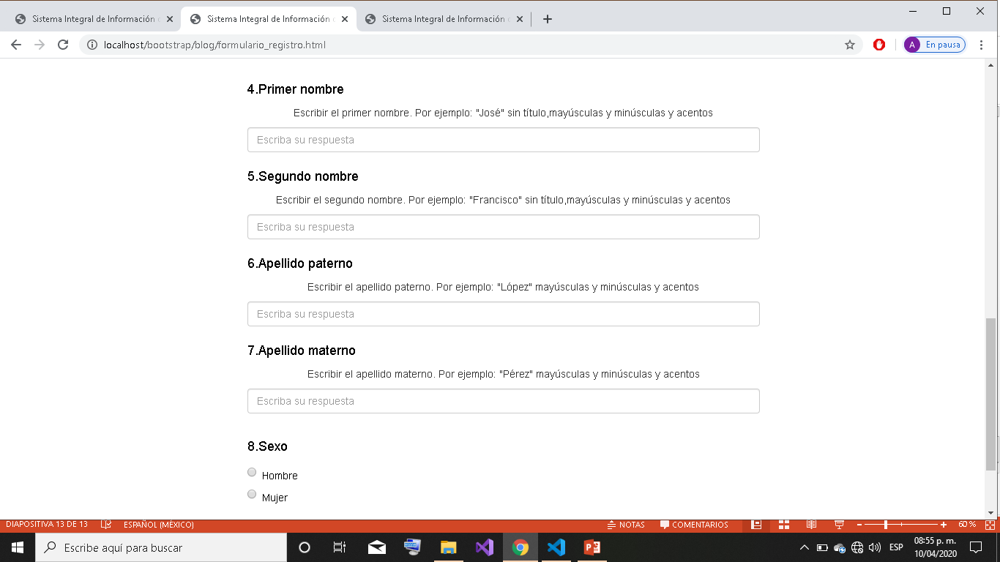 Sistema Integral de Información
Sistema Integral de Información
Sistema Integral de Información
localhost/bootstrap/blog/formulario_registro.html
A
En pausa
4.Primer nombre
Escribir el primer nombre. Por ejemplo: "José" sin título,mayúsculas y minúsculas y acentos
Escriba su respuesta
5.Segundo nombre
Escribir el segundo nombre. Por ejemplo: "Francisco" sin título,mayúsculas y minúsculas y acentos
Escriba su respuesta
6.Apellido paterno
Escribir el apellido paterno. Por ejemplo: "López" mayúsculas y minúsculas y acentos
Escriba su respuesta
7.Apellido materno
Escribir el apellido materno. Por ejemplo: "Pérez" mayúsculas y minúsculas y acentos
Escriba su respuesta
8.Sexo
Hombre
Mujer
DIAPOSITIVA 13 DE 13 ESPAÑOL (MÉXICO) NOTAS COMENTARIOS 60 %
Escribe aquí para buscar
ESP
08:55 p. m.
10/04/2020